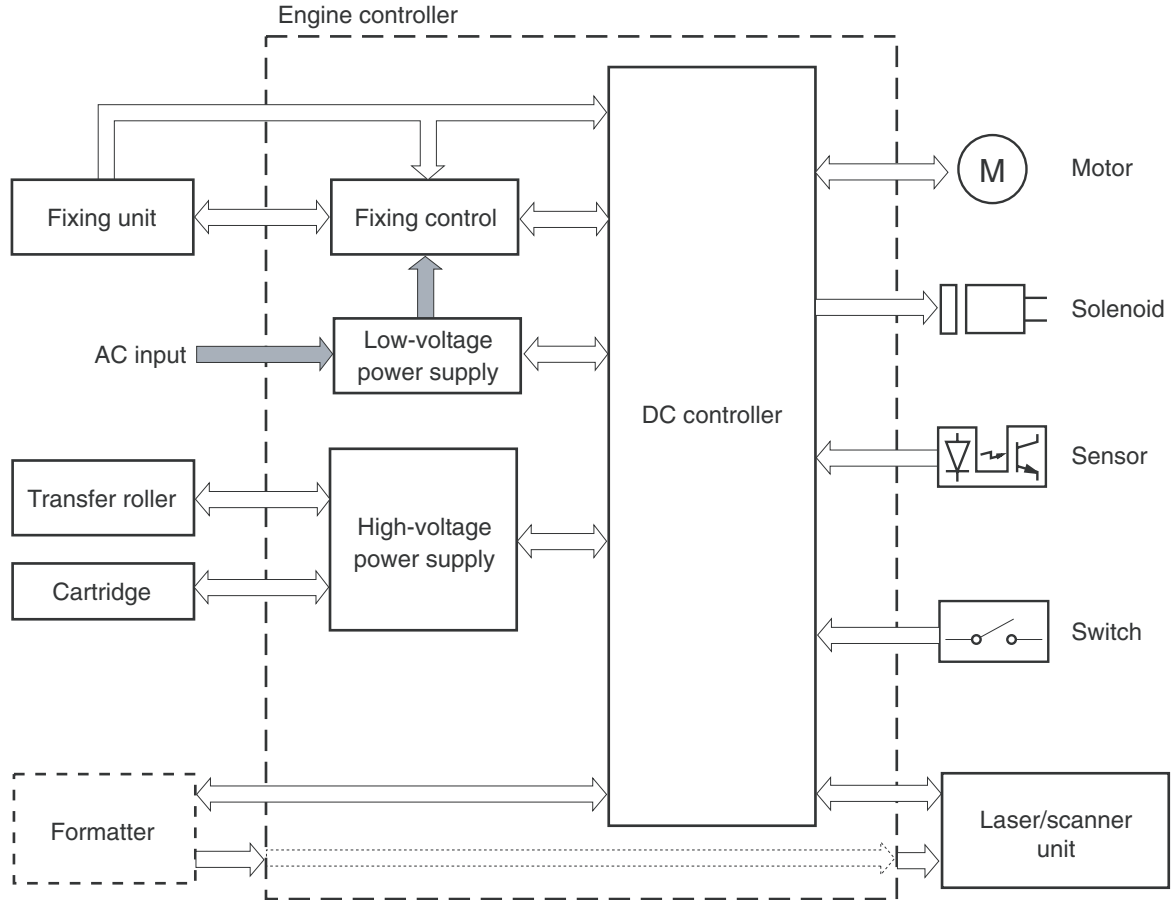 Engine controller
Fixing unit
Fixing control
M
Motor
Solenoid
AC input
Low-voltage
power supply
DC controller
Sensor
Transfer roller
High-voltage
power supply
Cartridge
Switch
Formatter
Laser/scanner
unit